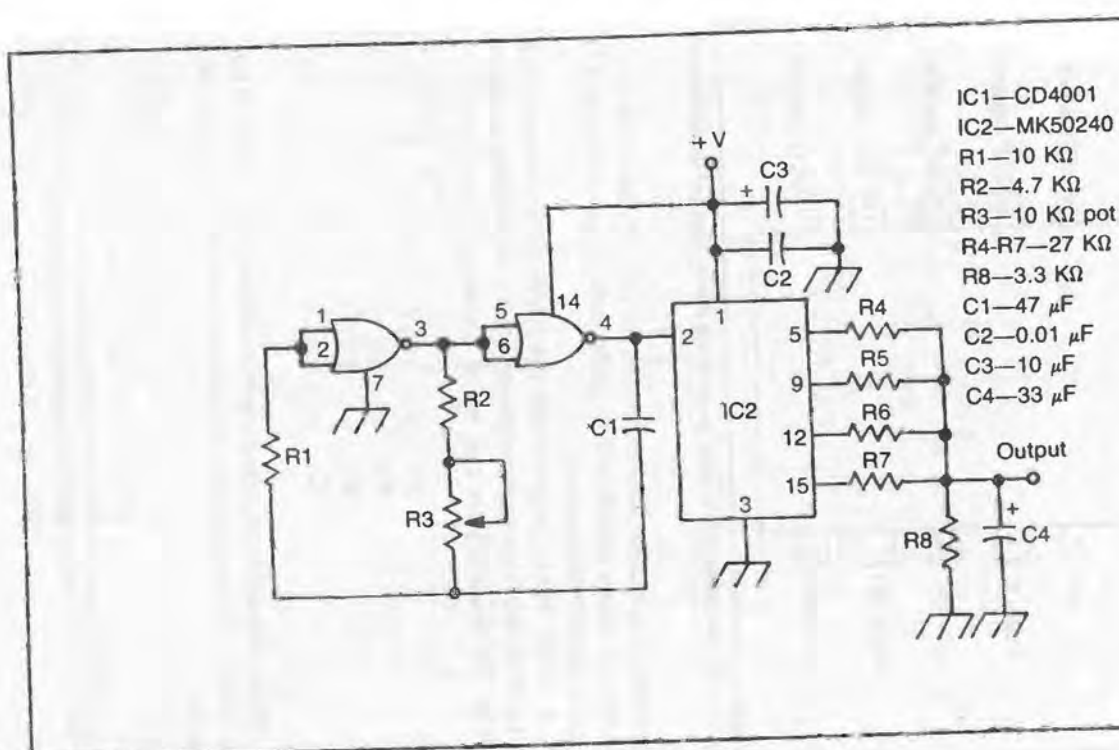 IC1—CD4001
IC2—MK50240
R1—10 KΩ
R2—4.7 KΩ
R3—10 KΩ pot
R4-R7—27 KΩ
R8—3.3 KΩ
C1—47 μF
C2—0.01 μF
C3—10 μF
C4—33 μF
+V
C3
+
C2
14
1
2
3
7
5
6
4
2
1
IC2
3
5
9
12
15
R4
R5
R6
R7
R1
R2
R3
C1
Output
R8
+
C4